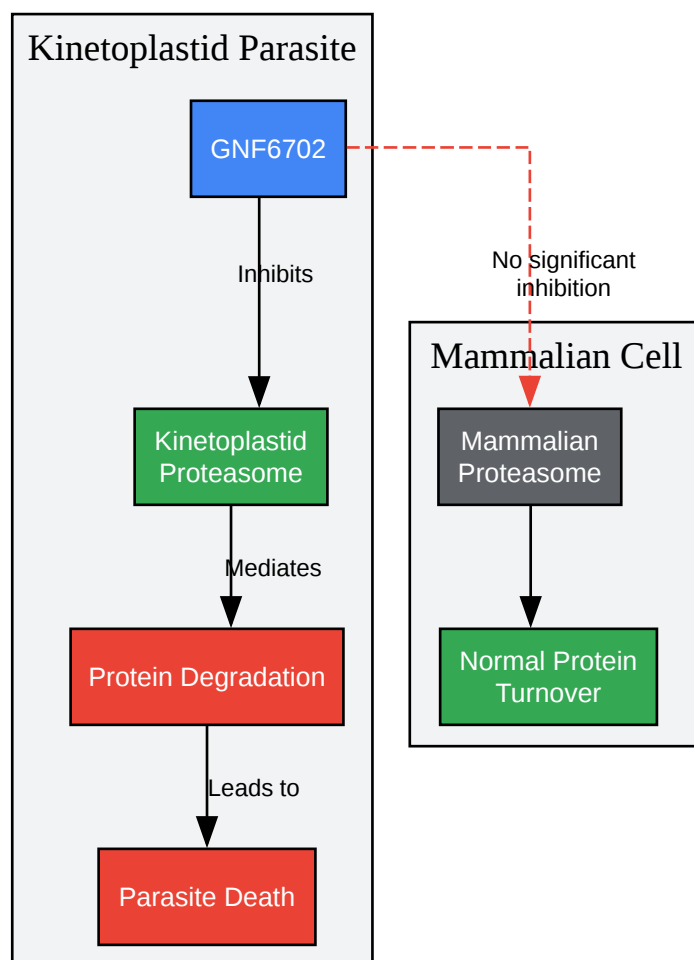 Kinetoplastid Parasite
GNF6702
Inhibits
Kinetoplastid
Proteasome
Mediates
Protein Degradation
Leads to
Parasite Death
No significant
inhibition
Mammalian Cell
Mammalian
Proteasome
Normal Protein
Turnover